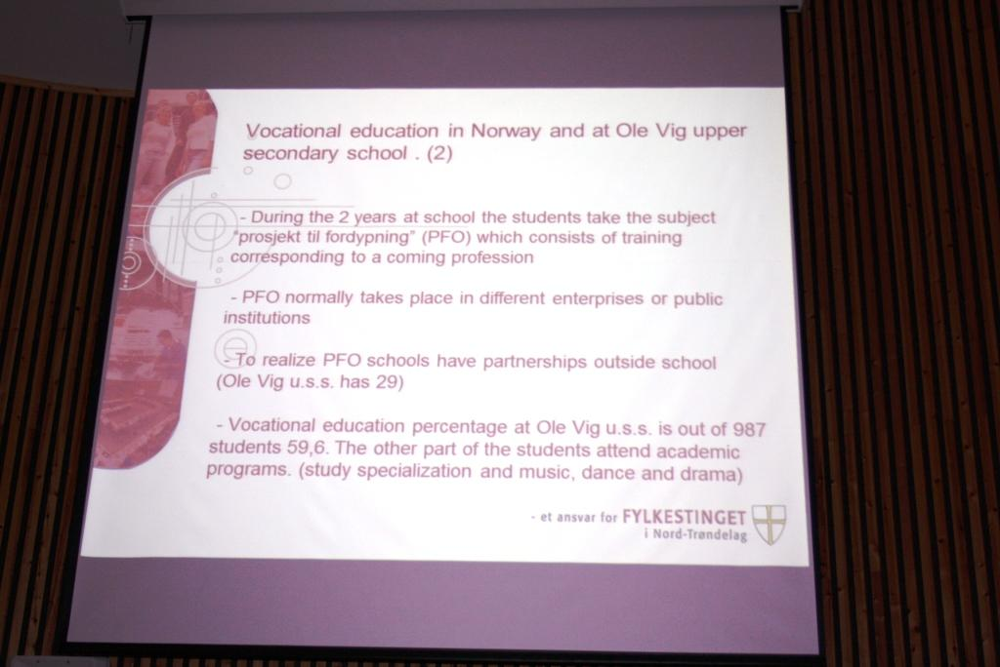 Vocational education in Norway and at Ole Vig upper
secondary school . (2)
- During the 2 years at school the students take the subject
"prosjekt til fordypning" (PFO) which consists of training
corresponding to a coming profession
- PFO normally takes place in different enterprises or public
institutions
- To realize PFO schools have partnerships outside school
(Ole Vig u.s.s. has 29)
- Vocational education percentage at Ole Vig u.s.s. is out of 987
students 59,6. The other part of the students attend academic
programs. (study specialization and music, dance and drama)
- et ansvar for FYLKESTINGET
i Nord-Trøndelag